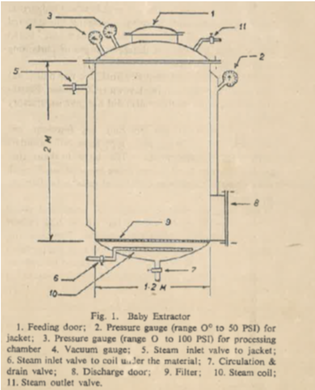 3
1
4
11
2
5
2 M
9
8
6
7
10
1·2 M
Fig. 1. Baby Extractor
1. Feeding door; 2. Pressure gauge (range O⁰ to 50 PSI) for
jacket; 3. Pressure gauge (range O to 100 PSI) for processing
chamber 4. Vacuum gauge; 5. Steam inlet valve to jacket;
6. Steam inlet valve to coil under the material; 7. Circulation &
drain valve; 8. Discharge door; 9. Filter; 10. Steam coil;
11. Steam outlet valve.